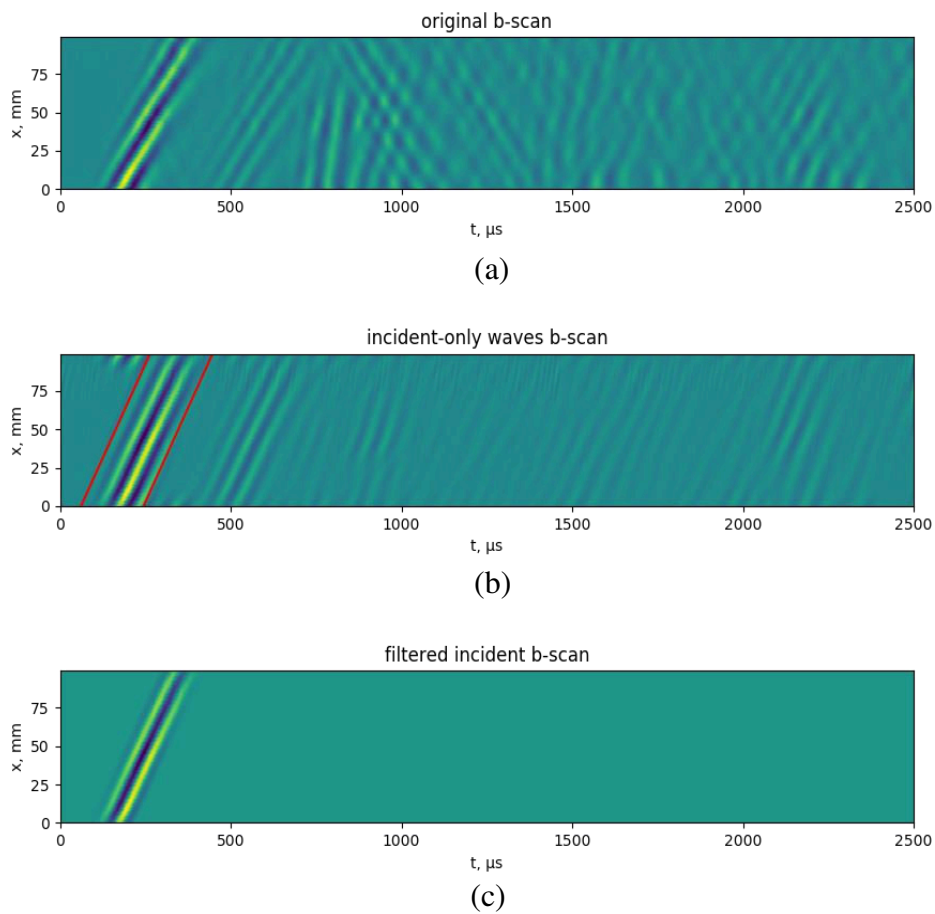 original b-scan
75
50
25
0
x, mm
0 500 1000 1500 2000 2500
t, μs
(a)
incident-only waves b-scan
75
50
25
0
x, mm
0 500 1000 1500 2000 2500
t, μs
(b)
filtered incident b-scan
75
50
25
0
x, mm
0 500 1000 1500 2000 2500
t, μs
(c)